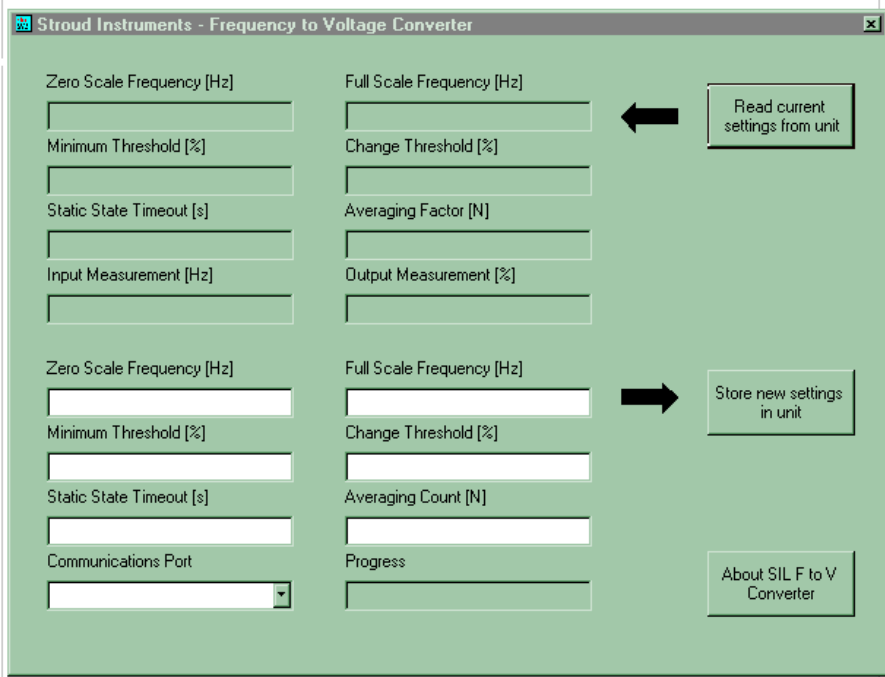 Stroud Instruments - Frequency to Voltage Converter
Zero Scale Frequency [Hz]
Full Scale Frequency [Hz]
Read current
settings from unit
Minimum Threshold [%]
Change Threshold [%]
Static State Timeout [s]
Averaging Factor [N]
Input Measurement [Hz]
Output Measurement [%]
Zero Scale Frequency [Hz]
Full Scale Frequency [Hz]
Store new settings
in unit
Minimum Threshold [%]
Change Threshold [%]
Static State Timeout [s]
Averaging Count [N]
Communications Port
Progress
About SIL F to V
Converter